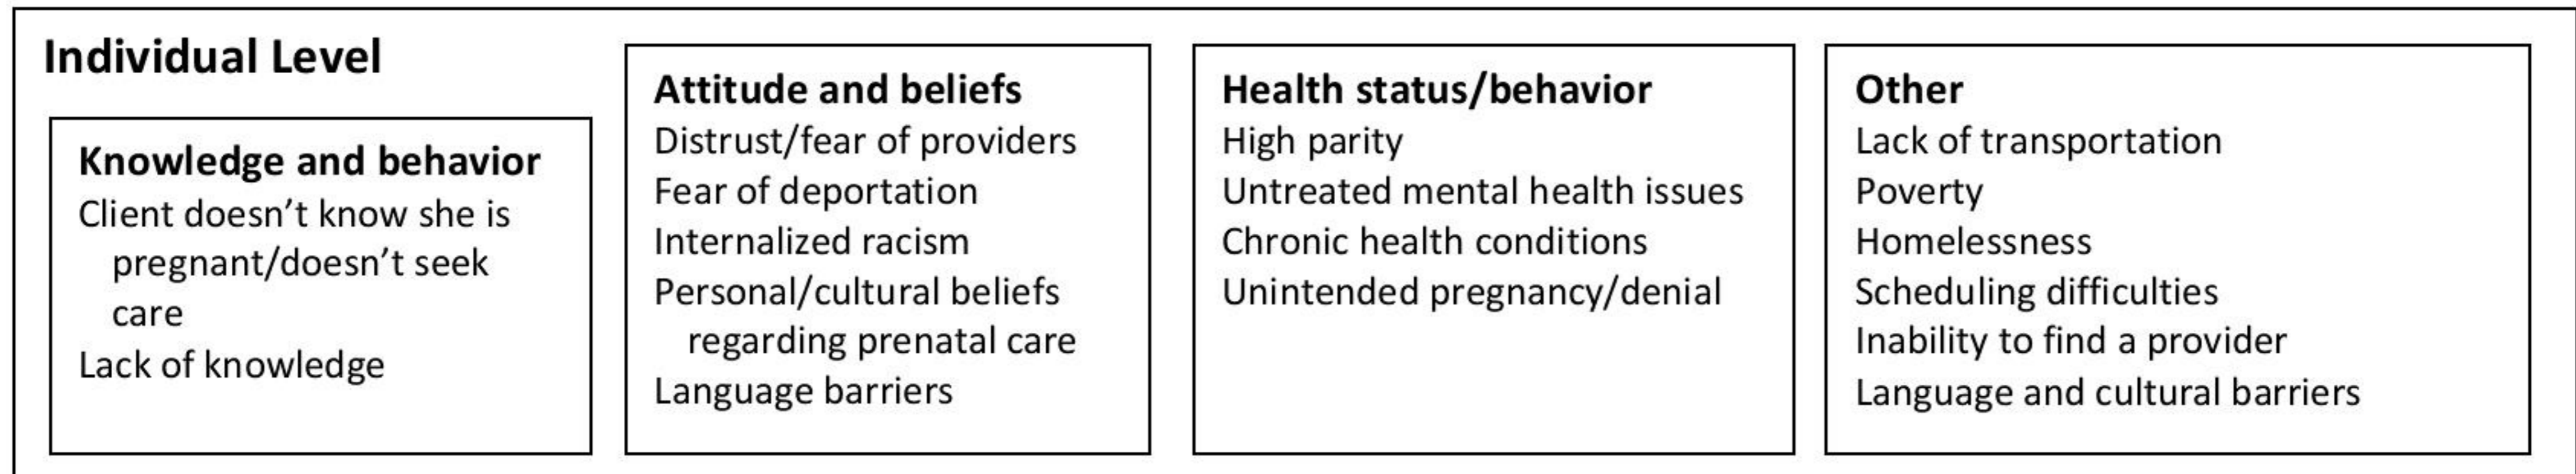 Individual Level
Knowledge and behavior
Client doesn’t know she is
pregnant/doesn’t seek
care
Lack of knowledge
Attitude and beliefs
Distrust/fear of providers
Fear of deportation
Internalized racism
Personal/cultural beliefs
regarding prenatal care
Language barriers
Health status/behavior
High parity
Untreated mental health issues
Chronic health conditions
Unintended pregnancy/denial
Other
Lack of transportation
Poverty
Homelessness
Scheduling difficulties
Inability to find a provider
Language and cultural barriers